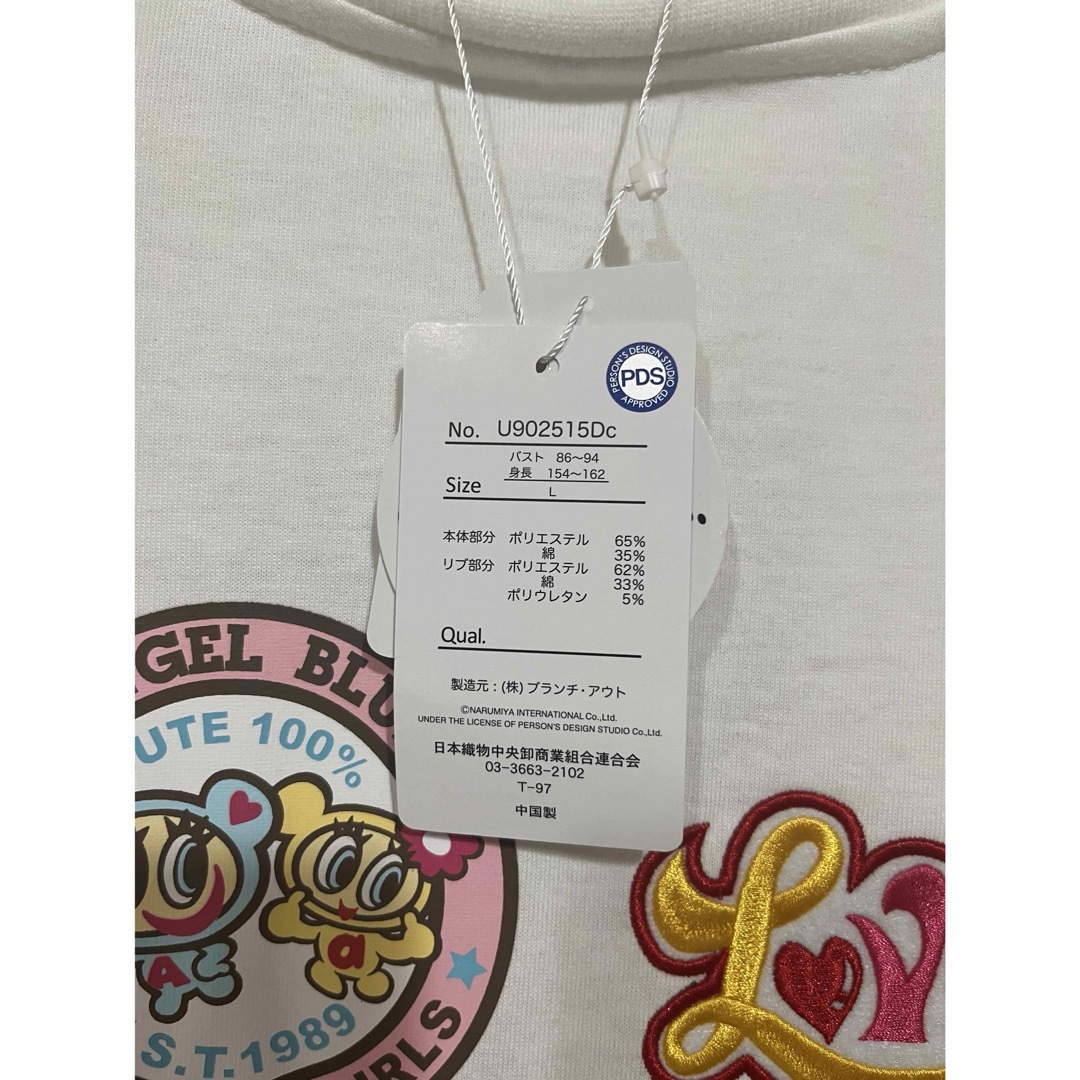 PERSON'S DESIGN STUDIO
PDS
APPROVED
No. U902515Dc
バスト 86〜94
身長 154〜162
Size L
本体部分 ポリエステル 65%
綿 35%
リブ部分 ポリエステル 62%
綿 33%
ポリウレタン 5%
Qual.
製造元：(株)ブランチ・アウト
©NARUMIYA INTERNATIONAL Co.,Ltd.
UNDER THE LICENSE OF PERSON'S DESIGN STUDIO Co.,Ltd.
日本織物中央卸商業組合連合会
03-3663-2102
T-97
中国製
NGEL BLU
UTE 100%
A
a
S.T.1989
RLS